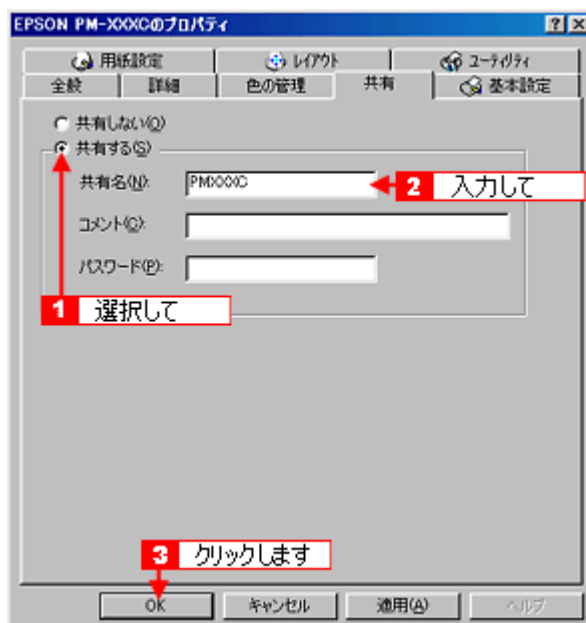 EPSON PM-XXXCのプロパティ
用紙設定 レイアウト ユーティリティ
全般 詳細 色の管理 共有 基本設定
共有しない(O)
共有する(S)
共有名(N): PMXXXC 2 入力して
コメント(C):
パスワード(P):
1 選択して
3 クリックします
OK キャンセル 適用(A) ヘルプ